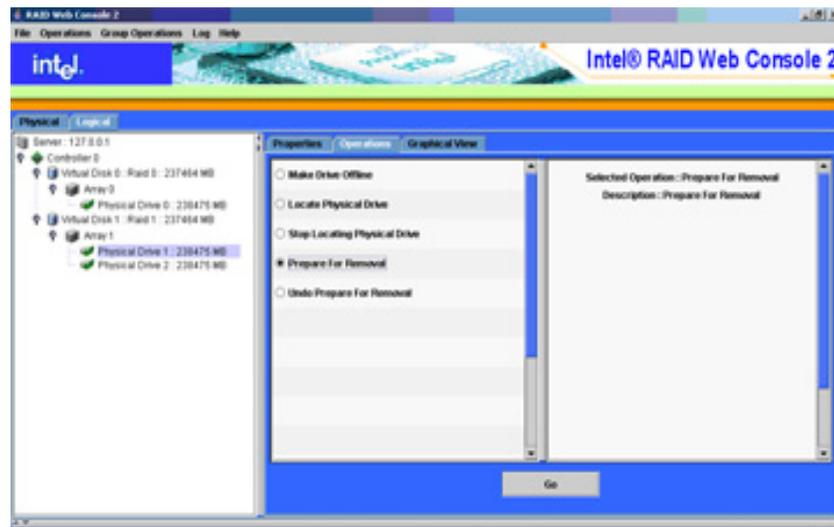 RAID Web Console 2
File Operations Group Operations Log Help
intel.
Intel® RAID Web Console 2
Physical Logical
Server: 127.0.0.1
Controller 0
Virtual Disk 0: Raid 0: 237464 MB
Array 0
Physical Drive 0: 238475 MB
Virtual Disk 1: Raid 1: 237464 MB
Array 1
Physical Drive 1: 238475 MB
Physical Drive 2: 238475 MB
Properties Operations Graphical View
Make Drive Offline
Locate Physical Drive
Stop Locating Physical Drive
Prepare For Removal
Undo Prepare For Removal
Selected Operation :: Prepare For Removal
Description :: Prepare For Removal
Go